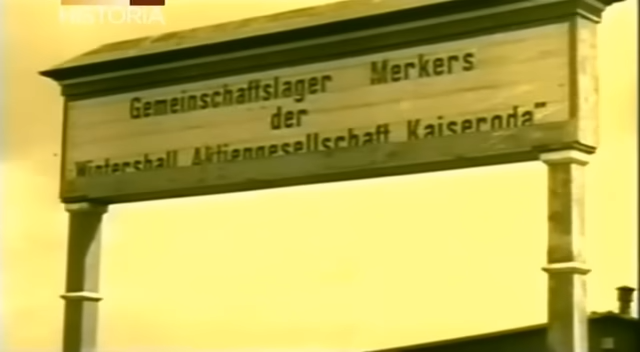 HISTORIA
Gemeinschaftslager Merkers
der
Wintershall Aktiengesellschaft Kaiseroda"